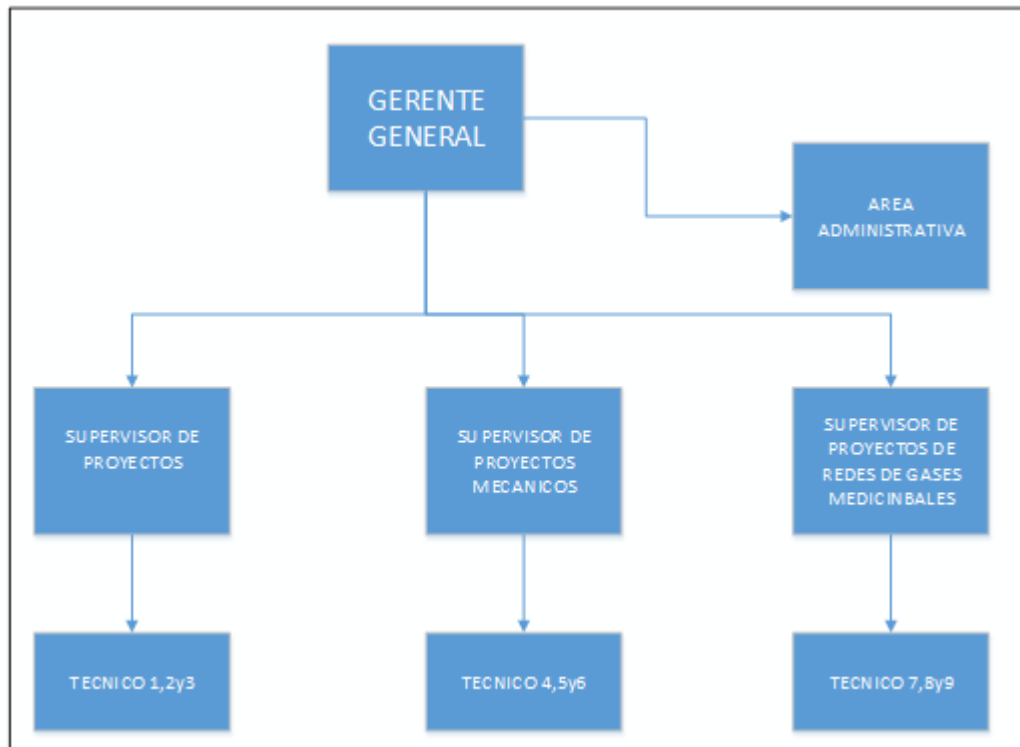 GERENTE
GENERAL
AREA
ADMINISTRATIVA
SUPERVISOR DE
PROYECTOS
SUPERVISOR DE
PROYECTOS
MECANICOS
SUPERVISOR DE
PROYECTOS DE
REDES DE GASES
MEDICINBALES
TECNICO 1,2y3
TECNICO 4,5y6
TECNICO 7,8y9